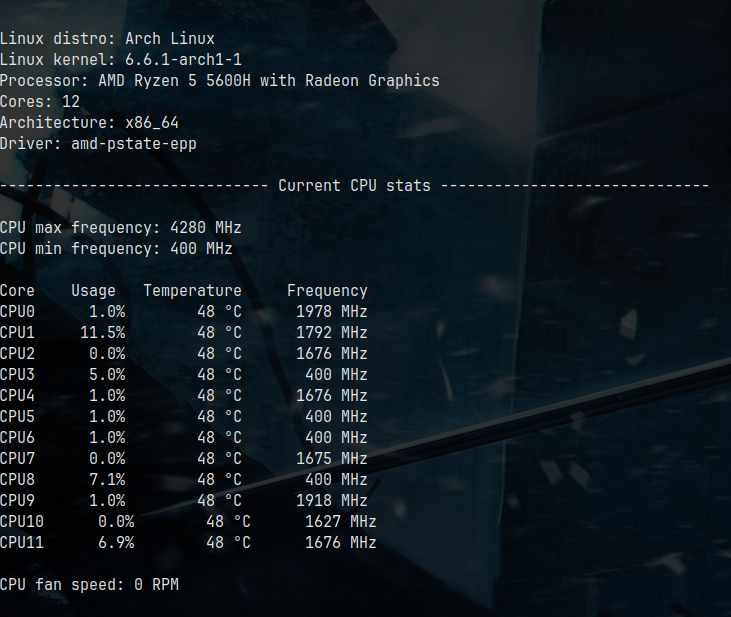 Linux distro: Arch Linux
Linux kernel: 6.6.1-arch1-1
Processor: AMD Ryzen 5 5600H with Radeon Graphics
Cores: 12
Architecture: x86_64
Driver: amd-pstate-epp
------------------------------ Current CPU stats ------------------------------
CPU max frequency: 4280 MHz
CPU min frequency: 400 MHz
Core    Usage   Temperature     Frequency
CPU0      1.0%        48 °C      1978 MHz
CPU1     11.5%        48 °C      1792 MHz
CPU2      0.0%        48 °C      1676 MHz
CPU3      5.0%        48 °C       400 MHz
CPU4      1.0%        48 °C      1676 MHz
CPU5      1.0%        48 °C       400 MHz
CPU6      1.0%        48 °C       400 MHz
CPU7      0.0%        48 °C      1675 MHz
CPU8      7.1%        48 °C       400 MHz
CPU9      1.0%        48 °C      1918 MHz
CPU10      0.0%        48 °C      1627 MHz
CPU11      6.9%        48 °C      1676 MHz
CPU fan speed: 0 RPM